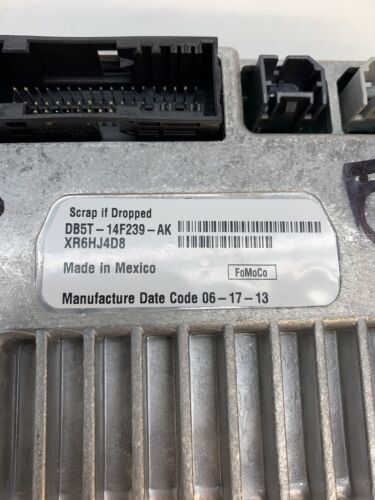 Scrap if Dropped
DB5T-14F239-AK
XR6HJ4D8
Made in Mexico
FoMoCo
Manufacture Date Code 06-17-13